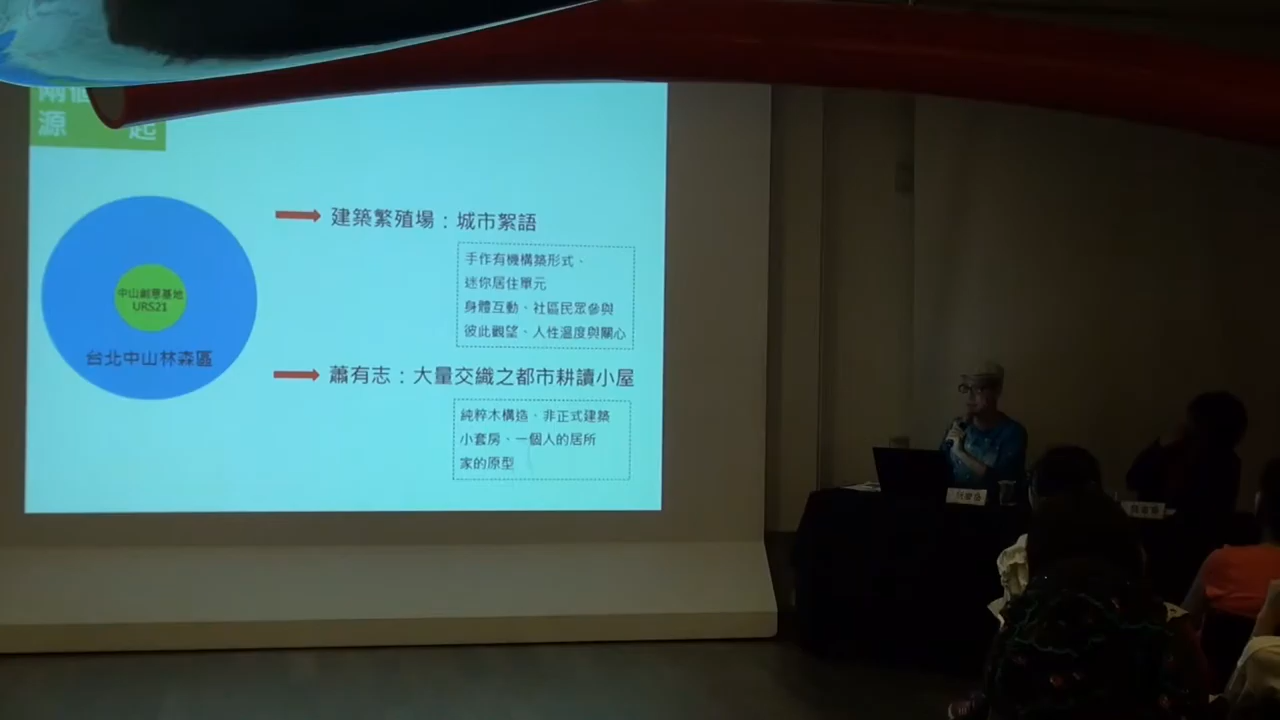 兩個
源 起
建築繁殖場：城市絮語
手作有機構築形式、
迷你居住單元
身體互動、社區民眾參與
彼此觀望、人性溫度與關心
中山創意基地
URS21
台北中山林森區
蕭有志：大量交織之都市耕讀小屋
純粹木構造、非正式建築
小套房、一個人的居所
家的原型